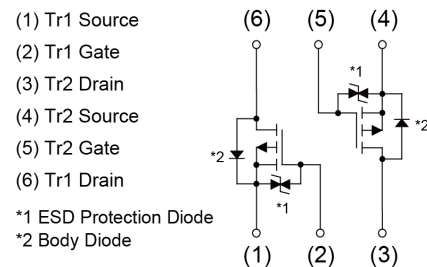 (1) Tr1 Source
(2) Tr1 Gate
(3) Tr2 Drain
(4) Tr2 Source
(5) Tr2 Gate
(6) Tr1 Drain
*1 ESD Protection Diode
*2 Body Diode
(6) (5) (4)
*1
*2
*2
*1
(1) (2) (3)